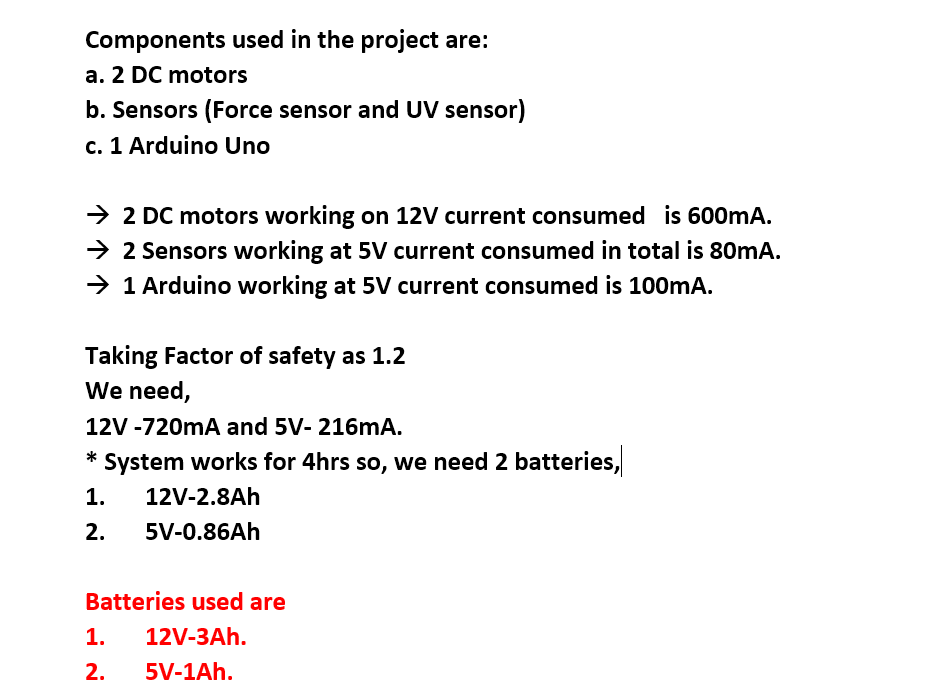 Components used in the project are:
a. 2 DC motors
b. Sensors (Force sensor and UV sensor)
c. 1 Arduino Uno
→ 2 DC motors working on 12V current consumed is 600mA.
→ 2 Sensors working at 5V current consumed in total is 80mA.
→ 1 Arduino working at 5V current consumed is 100mA.
Taking Factor of safety as 1.2
We need,
12V -720mA and 5V- 216mA.
* System works for 4hrs so, we need 2 batteries,
1. 12V-2.8Ah
2. 5V-0.86Ah
Batteries used are
1. 12V-3Ah.
2. 5V-1Ah.